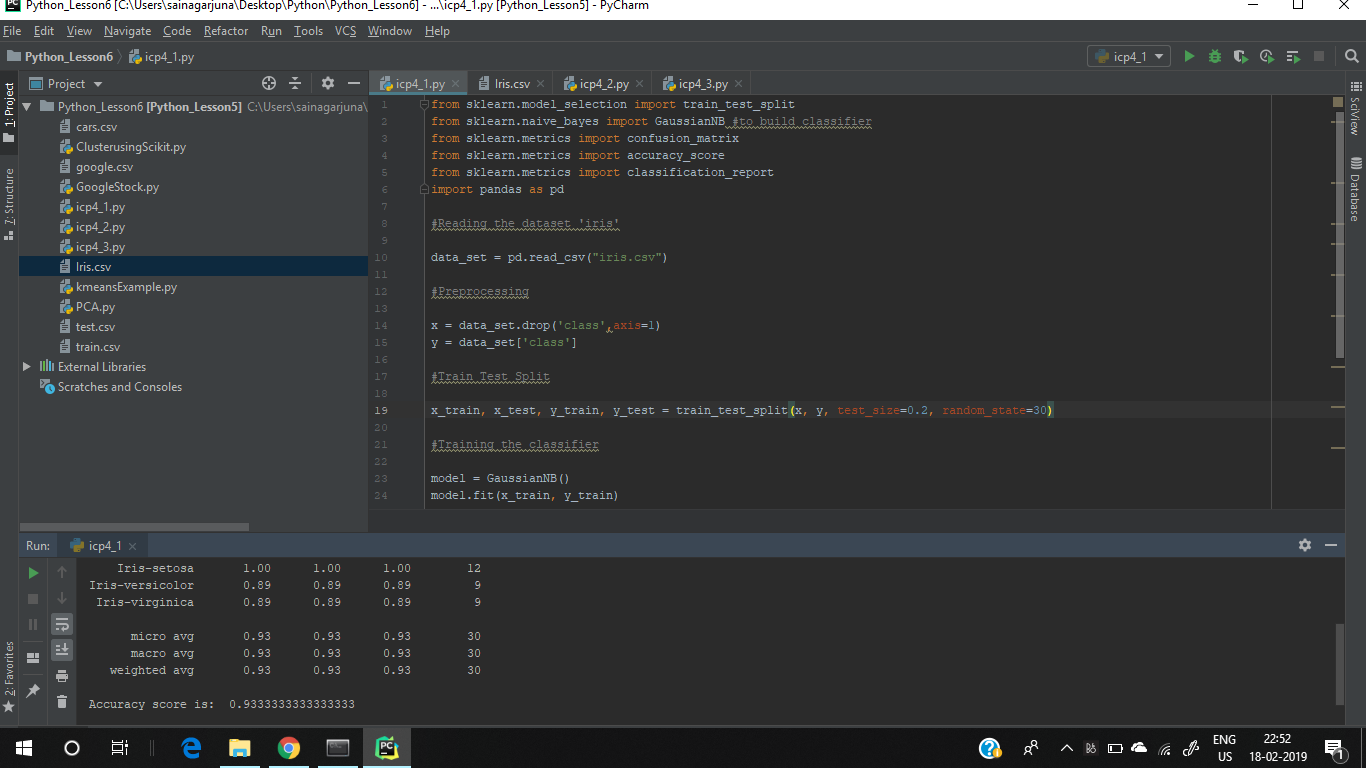 Python_Lesson6 [C:\Users\sainagarjuna\Desktop\Python\Python_Lesson6] - ...\icp4_1.py [Python_Lesson5] - PyCharm
File Edit View Navigate Code Refactor Run Tools VCS Window Help
Python_Lesson6 icp4_1.py icp4_1
1: Project
7: Structure
2: Favorites
Project
Python_Lesson6 [Python_Lesson5] C:\Users\sainagarjuna\
cars.csv
ClusterusingScikit.py
google.csv
GoogleStock.py
icp4_1.py
icp4_2.py
icp4_3.py
Iris.csv
kmeansExample.py
PCA.py
test.csv
train.csv
External Libraries
Scratches and Consoles
icp4_1.py Iris.csv icp4_2.py icp4_3.py
1 from sklearn.model_selection import train_test_split
2 from sklearn.naive_bayes import GaussianNB #to build classifier
3 from sklearn.metrics import confusion_matrix
4 from sklearn.metrics import accuracy_score
5 from sklearn.metrics import classification_report
6 import pandas as pd
7
8 #Reading the dataset 'iris'
9
10 data_set = pd.read_csv("iris.csv")
11
12 #Preprocessing
13
14 x = data_set.drop('class',axis=1)
15 y = data_set['class']
16
17 #Train Test Split
18
19 x_train, x_test, y_train, y_test = train_test_split(x, y, test_size=0.2, random_state=30)
20
21 #Training the classifier
22
23 model = GaussianNB()
24 model.fit(x_train, y_train)
SciView
Database
Run: icp4_1
Iris-setosa 1.00 1.00 1.00 12
Iris-versicolor 0.89 0.89 0.89 9
Iris-virginica 0.89 0.89 0.89 9
micro avg 0.93 0.93 0.93 30
macro avg 0.93 0.93 0.93 30
weighted avg 0.93 0.93 0.93 30
Accuracy score is: 0.9333333333333333
PC
ENG
US
22:52
18-02-2019
1